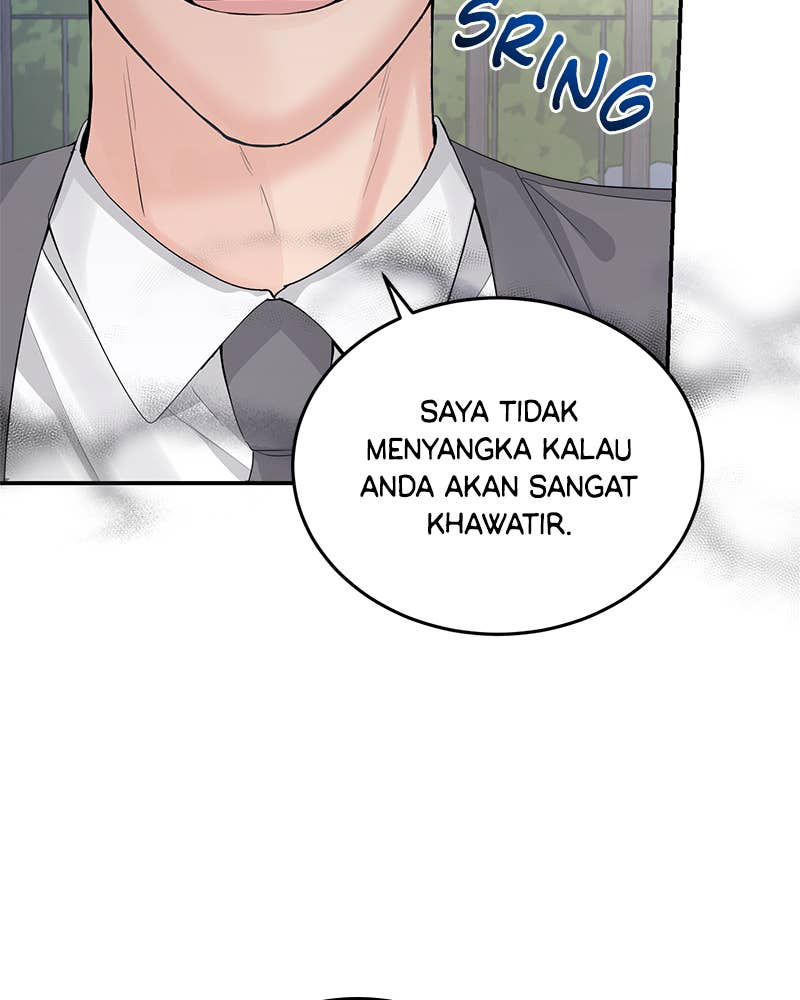 SRING
SAYA TIDAK
MENYANGKA KALAU
ANDA AKAN SANGAT
KHAWATIR.